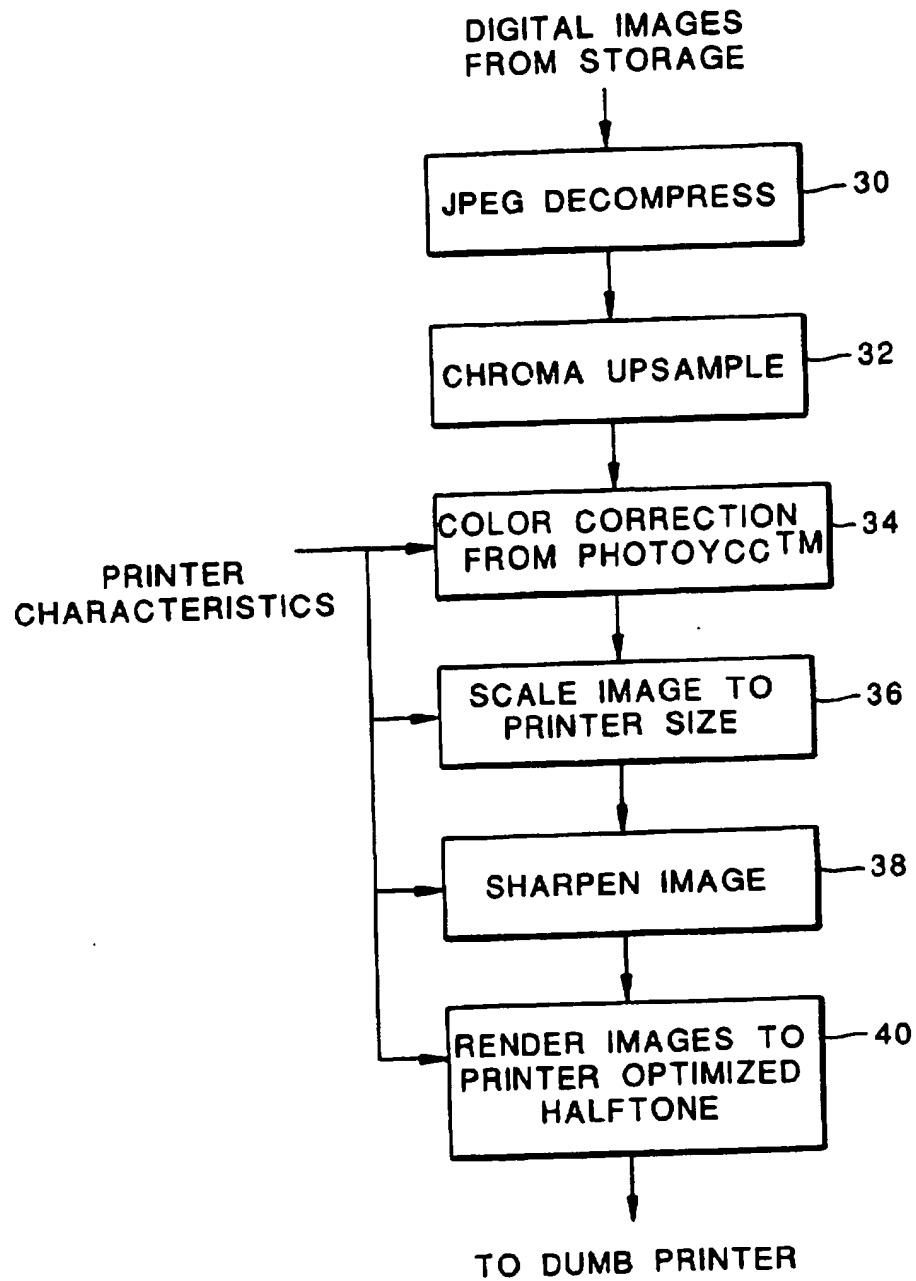 DIGITAL IMAGES
FROM STORAGE
JPEG DECOMPRESS
30
CHROMA UPSAMPLE
32
COLOR CORRECTION
FROM PHOTOYCC™
34
PRINTER
CHARACTERISTICS
SCALE IMAGE TO
PRINTER SIZE
36
SHARPEN IMAGE
38
RENDER IMAGES TO
PRINTER OPTIMIZED
HALFTONE
40
TO DUMB PRINTER